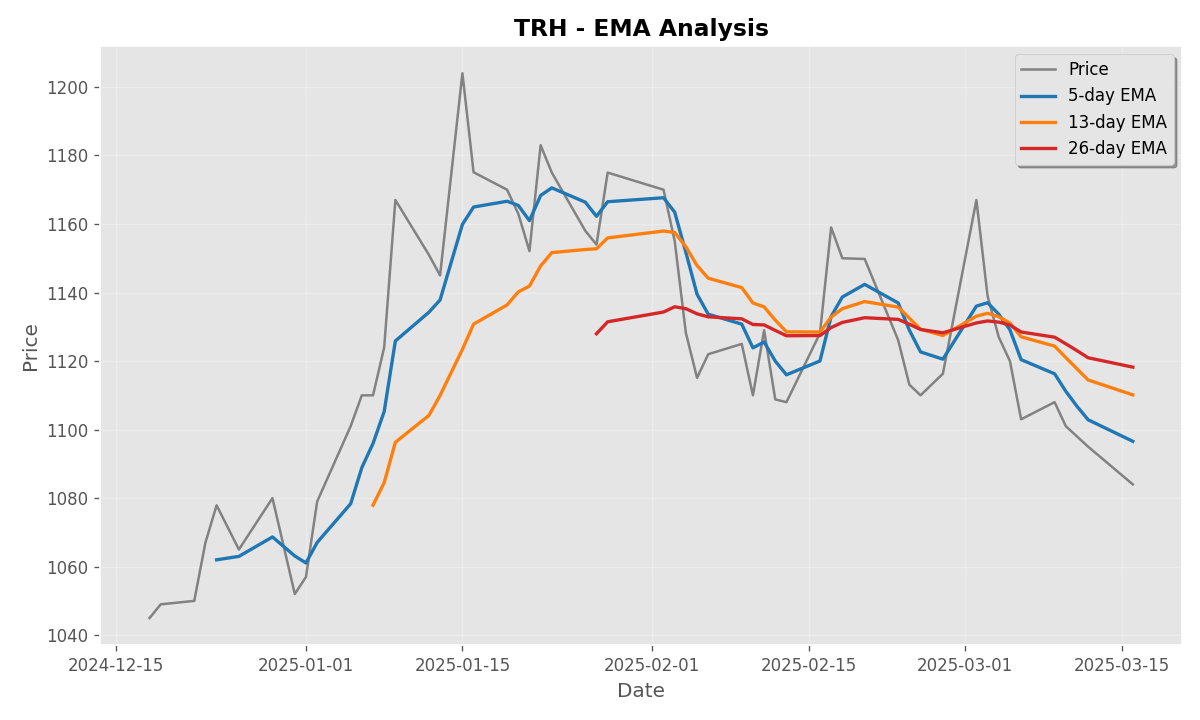 TRH - EMA Analysis
Price
5-day EMA
13-day EMA
26-day EMA
1200
1180
1160
1140
1120
1100
1080
1060
1040
Price
2024-12-15
2025-01-01
2025-01-15
2025-02-01
2025-02-15
2025-03-01
2025-03-15
Date